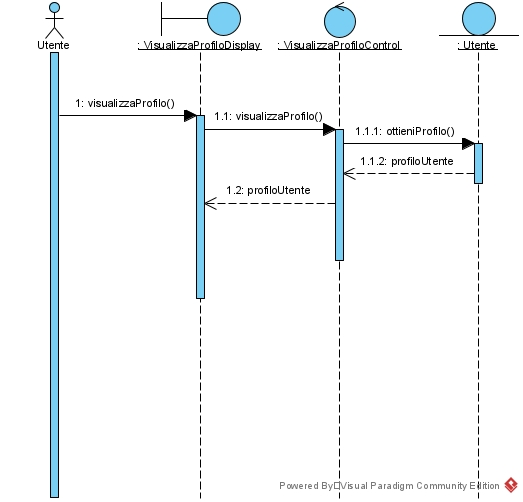 Utente
: VisualizzaProfiloDisplay
: VisualizzaProfiloControl
: Utente
1: visualizzaProfilo()
1.1: visualizzaProfilo()
1.1.1: ottieniProfilo()
1.1.2: profiloUtente
1.2: profiloUtente
Powered By Visual Paradigm Community Edition